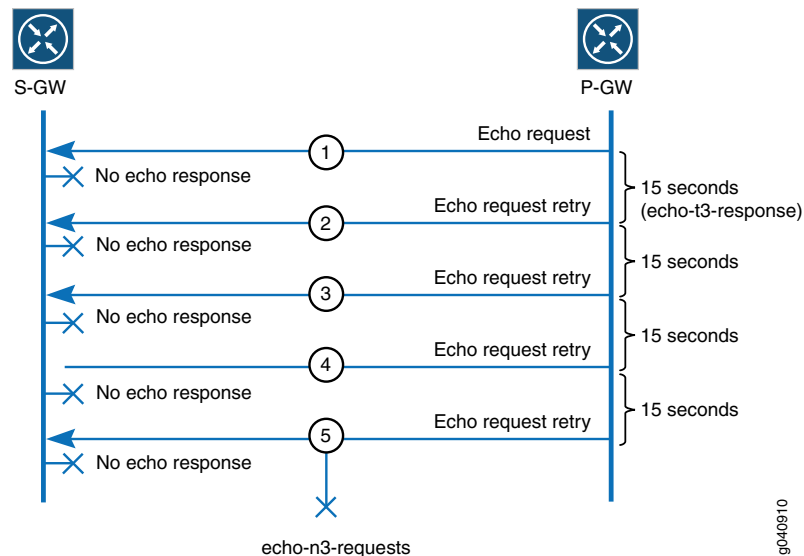 S-GW
P-GW
Echo request
1
No echo response
15 seconds
(echo-t3-response)
Echo request retry
2
No echo response
15 seconds
Echo request retry
3
No echo response
15 seconds
Echo request retry
4
No echo response
15 seconds
Echo request retry
5
No echo response
echo-n3-requests
g040910